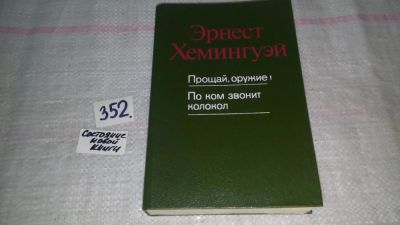 Эрнест
Хемингуэй
Прощай, оружие!
По ком звонит
колокол
352.
Состояние
новой
книги